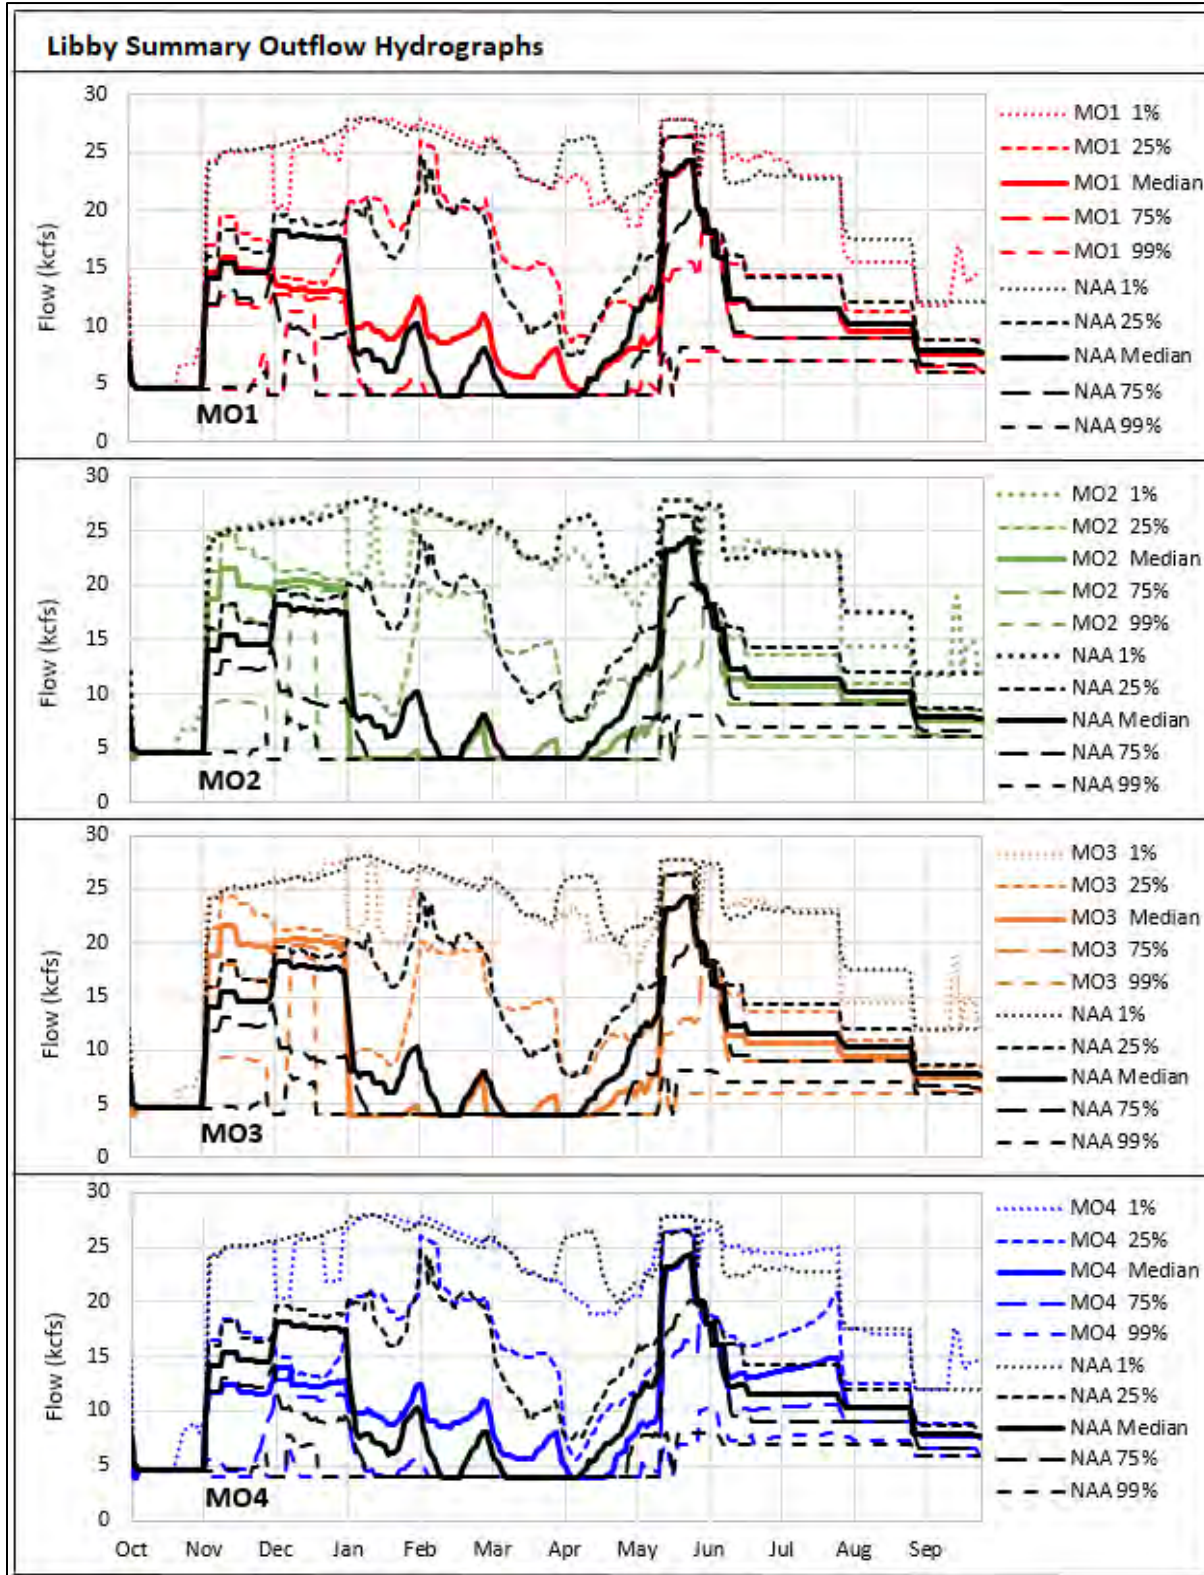 Libby Summary Outflow Hydrographs
30
25
20
15
10
5
0
Flow (kcfs)
MO1
MO1 1%
MO1 25%
MO1 Median
MO1 75%
MO1 99%
NAA 1%
NAA 25%
NAA Median
NAA 75%
NAA 99%
30
25
20
15
10
5
0
Flow (kcfs)
MO2
MO2 1%
MO2 25%
MO2 Median
MO2 75%
MO2 99%
NAA 1%
NAA 25%
NAA Median
NAA 75%
NAA 99%
30
25
20
15
10
5
0
Flow (kcfs)
MO3
MO3 1%
MO3 25%
MO3 Median
MO3 75%
MO3 99%
NAA 1%
NAA 25%
NAA Median
NAA 75%
NAA 99%
30
25
20
15
10
5
0
Flow (kcfs)
MO4
MO4 1%
MO4 25%
MO4 Median
MO4 75%
MO4 99%
NAA 1%
NAA 25%
NAA Median
NAA 75%
NAA 99%
Oct Nov Dec Jan Feb Mar Apr May Jun Jul Aug Sep